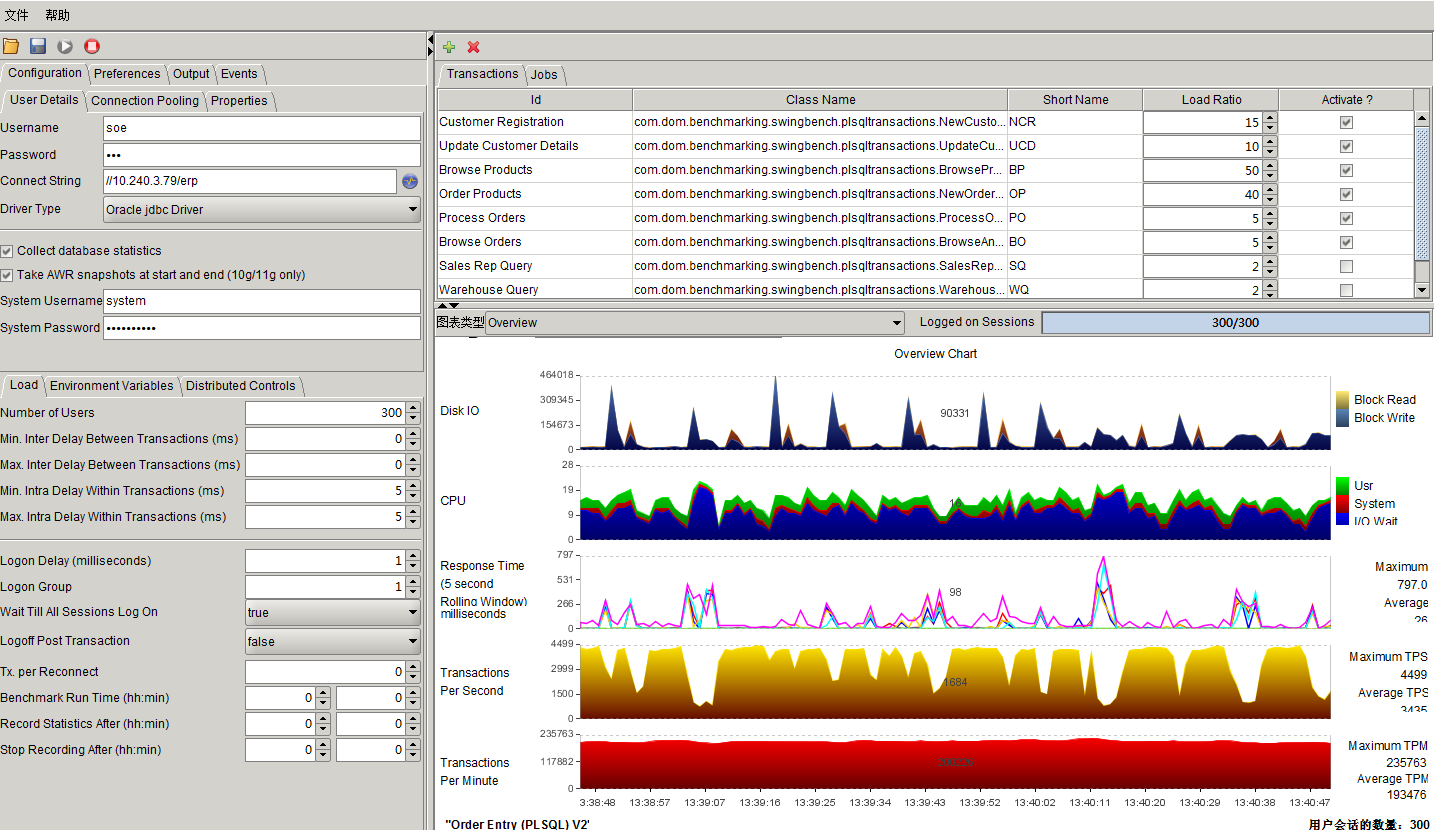 文件 帮助
Configuration Preferences Output Events
User Details Connection Pooling Properties
Username soe
Password •••
Connect String //10.240.3.79/erp
Driver Type Oracle jdbc Driver
Collect database statistics
Take AWR snapshots at start and end (10g/11g only)
System Username system
System Password ••••••••••
Load Environment Variables Distributed Controls
Number of Users 300
Min. Inter Delay Between Transactions (ms) 0
Max. Inter Delay Between Transactions (ms) 0
Min. Intra Delay Within Transactions (ms) 5
Max. Intra Delay Within Transactions (ms) 5
Logon Delay (milliseconds) 1
Logon Group 1
Wait Till All Sessions Log On true
Logoff Post Transaction false
Tx. per Reconnect 0
Benchmark Run Time (hh:min) 0 0
Record Statistics After (hh:min) 0 0
Stop Recording After (hh:min) 0 0
Transactions Jobs
Id Class Name Short Name Load Ratio Activate ?
Customer Registration com.dom.benchmarking.swingbench.plsqltransactions.NewCusto... NCR 15
Update Customer Details com.dom.benchmarking.swingbench.plsqltransactions.UpdateCu... UCD 10
Browse Products com.dom.benchmarking.swingbench.plsqltransactions.BrowsePr... BP 50
Order Products com.dom.benchmarking.swingbench.plsqltransactions.NewOrder... OP 40
Process Orders com.dom.benchmarking.swingbench.plsqltransactions.ProcessO... PO 5
Browse Orders com.dom.benchmarking.swingbench.plsqltransactions.BrowseAn... BO 5
Sales Rep Query com.dom.benchmarking.swingbench.plsqltransactions.SalesRep... SQ 2
Warehouse Query com.dom.benchmarking.swingbench.plsqltransactions.Warehous... WQ 2
图表类型 Overview Logged on Sessions 300/300
Overview Chart
Disk IO
464018
309345
154673
0
90331
Block Read
Block Write
CPU
28
19
9
0
Usr
System
I/O Wait
Response Time
(5 second
Rolling Window)
milliseconds
797
531
266
0
98
Maximum
797.0
Average
26
Transactions
Per Second
4499
2999
1500
0
1684
Maximum TPS
4499
Average TPS
3435
Transactions
Per Minute
235763
117882
0
Maximum TPM
235763
Average TPM
193476
3:38:48 13:38:57 13:39:07 13:39:16 13:39:25 13:39:34 13:39:43 13:39:52 13:40:02 13:40:11 13:40:20 13:40:29 13:40:38 13:40:47
"Order Entry (PLSQL) V2' 用户会话的数量：300